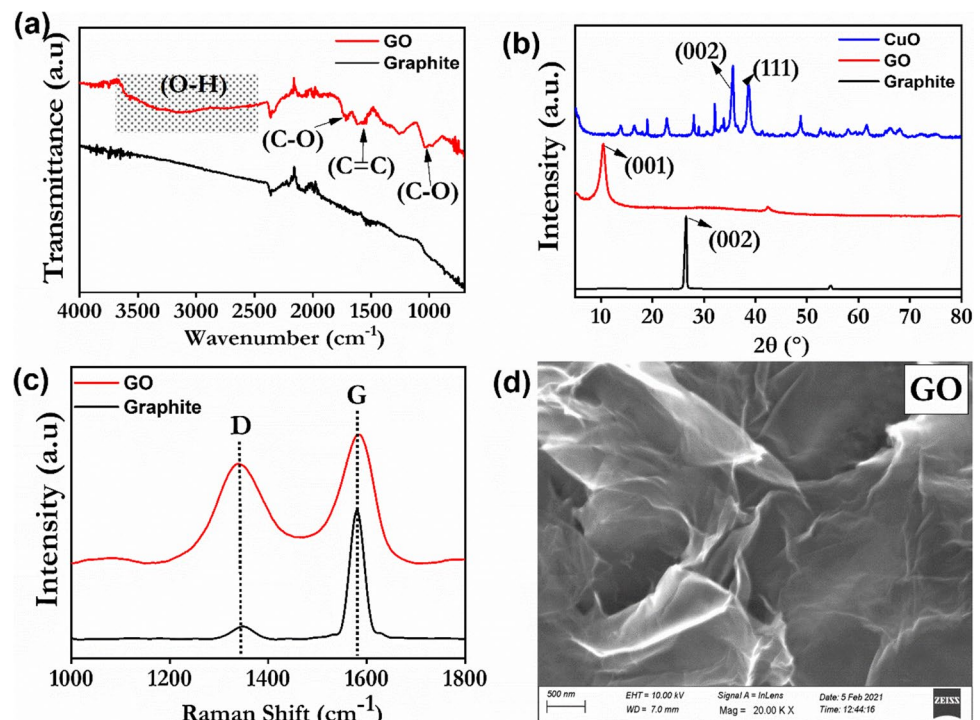 (a)
GO
Graphite
(O-H)
(C-O)
(C=C)
(C-O)
Transmittance (a.u)
4000 3500 3000 2500 2000 1500 1000
Wavenumber (cm⁻¹)
(b)
CuO
GO
Graphite
(002)
(111)
(001)
(002)
Intensity (a.u.)
10 20 30 40 50 60 70 80
2θ (°)
(c)
GO
Graphite
D
G
Intensity (a.u)
1000 1200 1400 1600 1800
Raman Shift (cm⁻¹)
(d)
GO
500 nm
EHT = 10.00 kV
Signal A = InLens
Date: 5 Feb 2021
WD = 7.0 mm
Mag = 20.00 K X
Time: 12:44:16
ZEISS